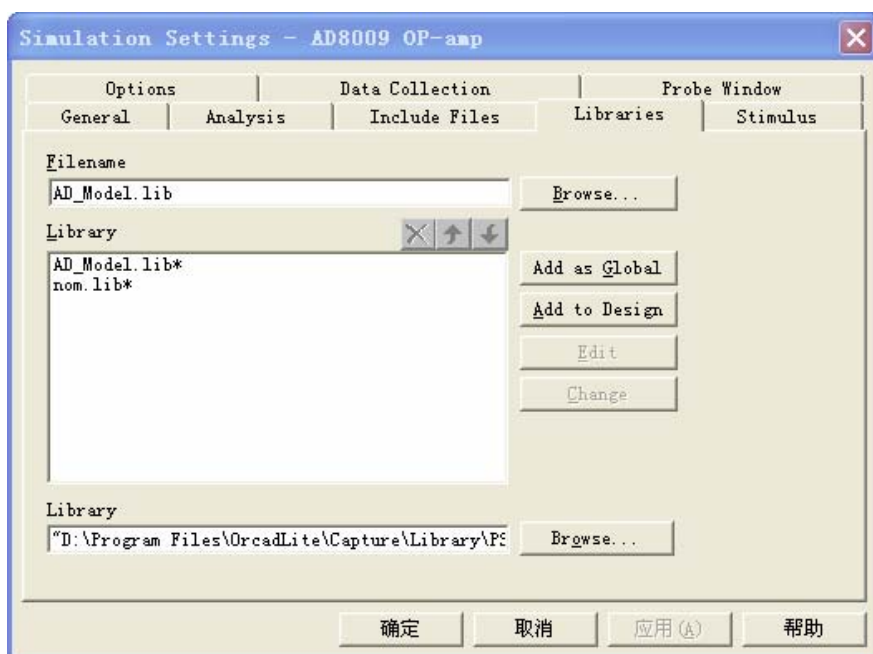 Simulation Settings - AD8009 OP-amp
Options Data Collection Probe Window
General Analysis Include Files Libraries Stimulus
Filename
AD_Model.lib Browse...
Library
AD_Model.lib*
nom.lib*
Add as Global
Add to Design
Edit
Change
Library
"D:\Program Files\OrcadLite\Capture\Library\PS Browse...
确定 取消 应用(A) 帮助